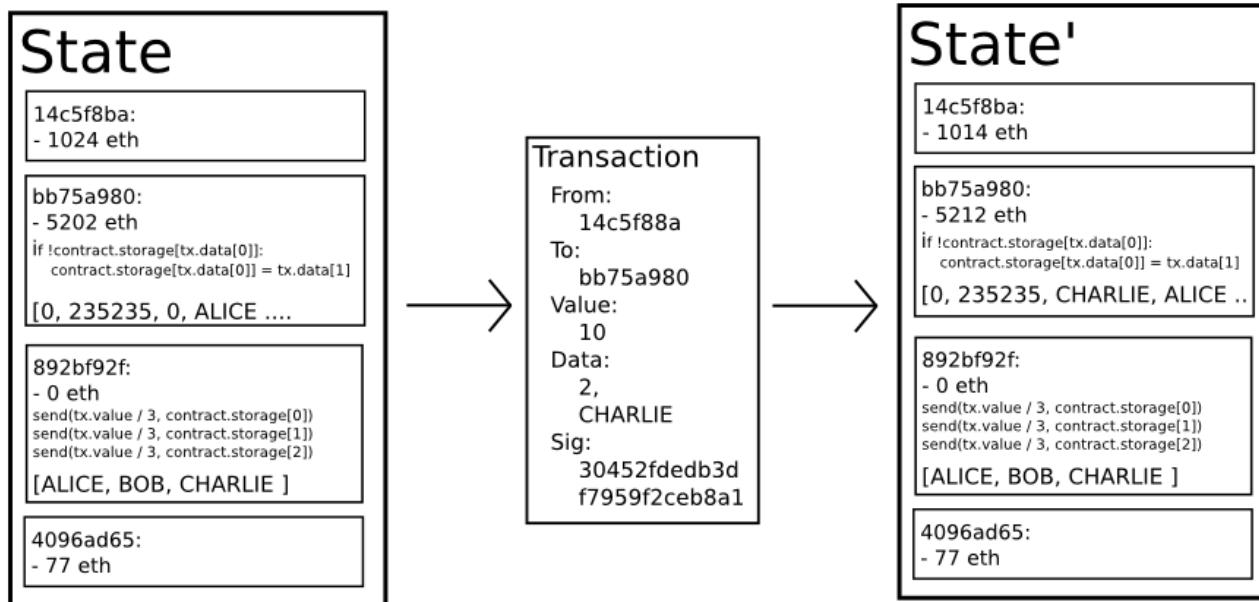 State
14c5f8ba:
- 1024 eth
bb75a980:
- 5202 eth
if !contract.storage[tx.data[0]]:
contract.storage[tx.data[0]] = tx.data[1]
[0, 235235, 0, ALICE ....
892bf92f:
- 0 eth
send(tx.value / 3, contract.storage[0])
send(tx.value / 3, contract.storage[1])
send(tx.value / 3, contract.storage[2])
[ALICE, BOB, CHARLIE ]
4096ad65:
- 77 eth
Transaction
From:
14c5f88a
To:
bb75a980
Value:
10
Data:
2,
CHARLIE
Sig:
30452fdedb3d
f7959f2ceb8a1
State'
14c5f8ba:
- 1014 eth
bb75a980:
- 5212 eth
if !contract.storage[tx.data[0]]:
contract.storage[tx.data[0]] = tx.data[1]
[0, 235235, CHARLIE, ALICE ..
892bf92f:
- 0 eth
send(tx.value / 3, contract.storage[0])
send(tx.value / 3, contract.storage[1])
send(tx.value / 3, contract.storage[2])
[ALICE, BOB, CHARLIE ]
4096ad65:
- 77 eth